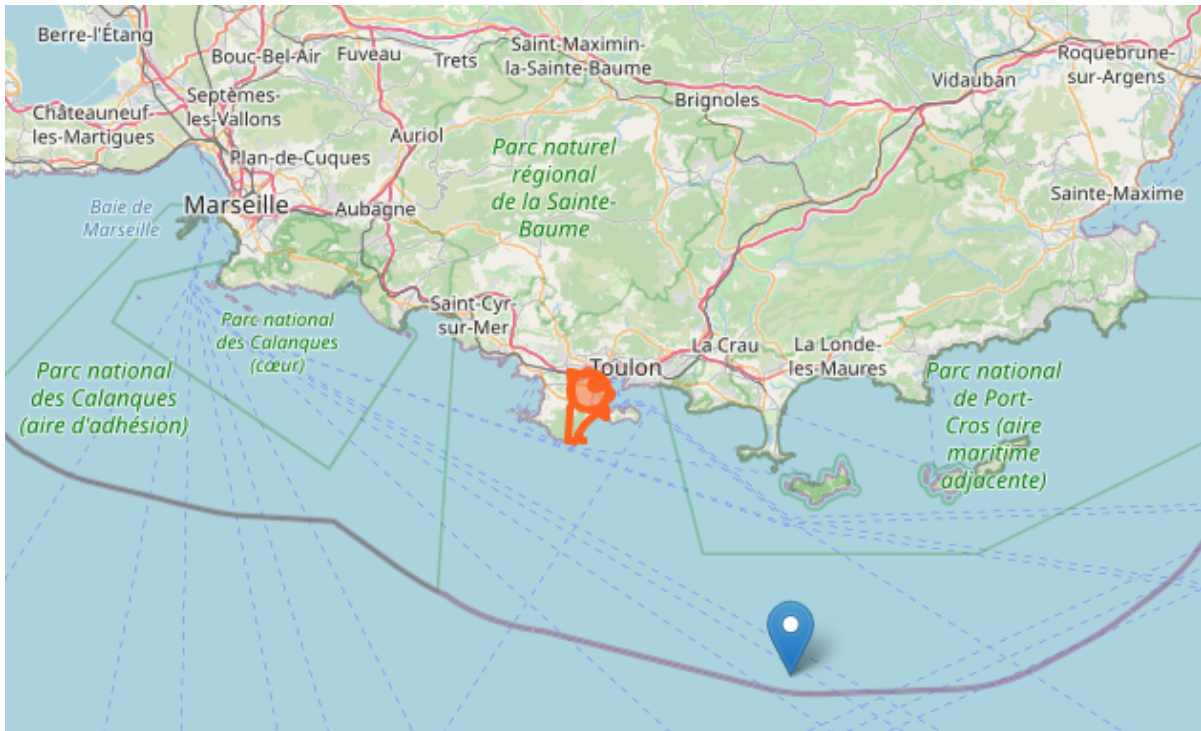 Berre-l'Étang
Bouc-Bel-Air
Fuveau
Trets
Saint-Maximin-
la-Sainte-Baume
Roquebrune-
sur-Argens
Vidauban
Septèmes-
les-Vallons
Brignoles
Châteauneuf-
les-Martigues
Auriol
Plan-de-Cuques
Parc naturel
régional
de la Sainte-
Baume
Baie de
Marseille
Marseille
Aubagne
Sainte-Maxime
Saint-Cyr-
sur-Mer
Parc national
des Calanques
(cœur)
Toulon
La Crau
La Londe-
les-Maures
Parc national
des Calanques
(aire d'adhésion)
Parc national
de Port-
Cros (aire
maritime
adjacente)